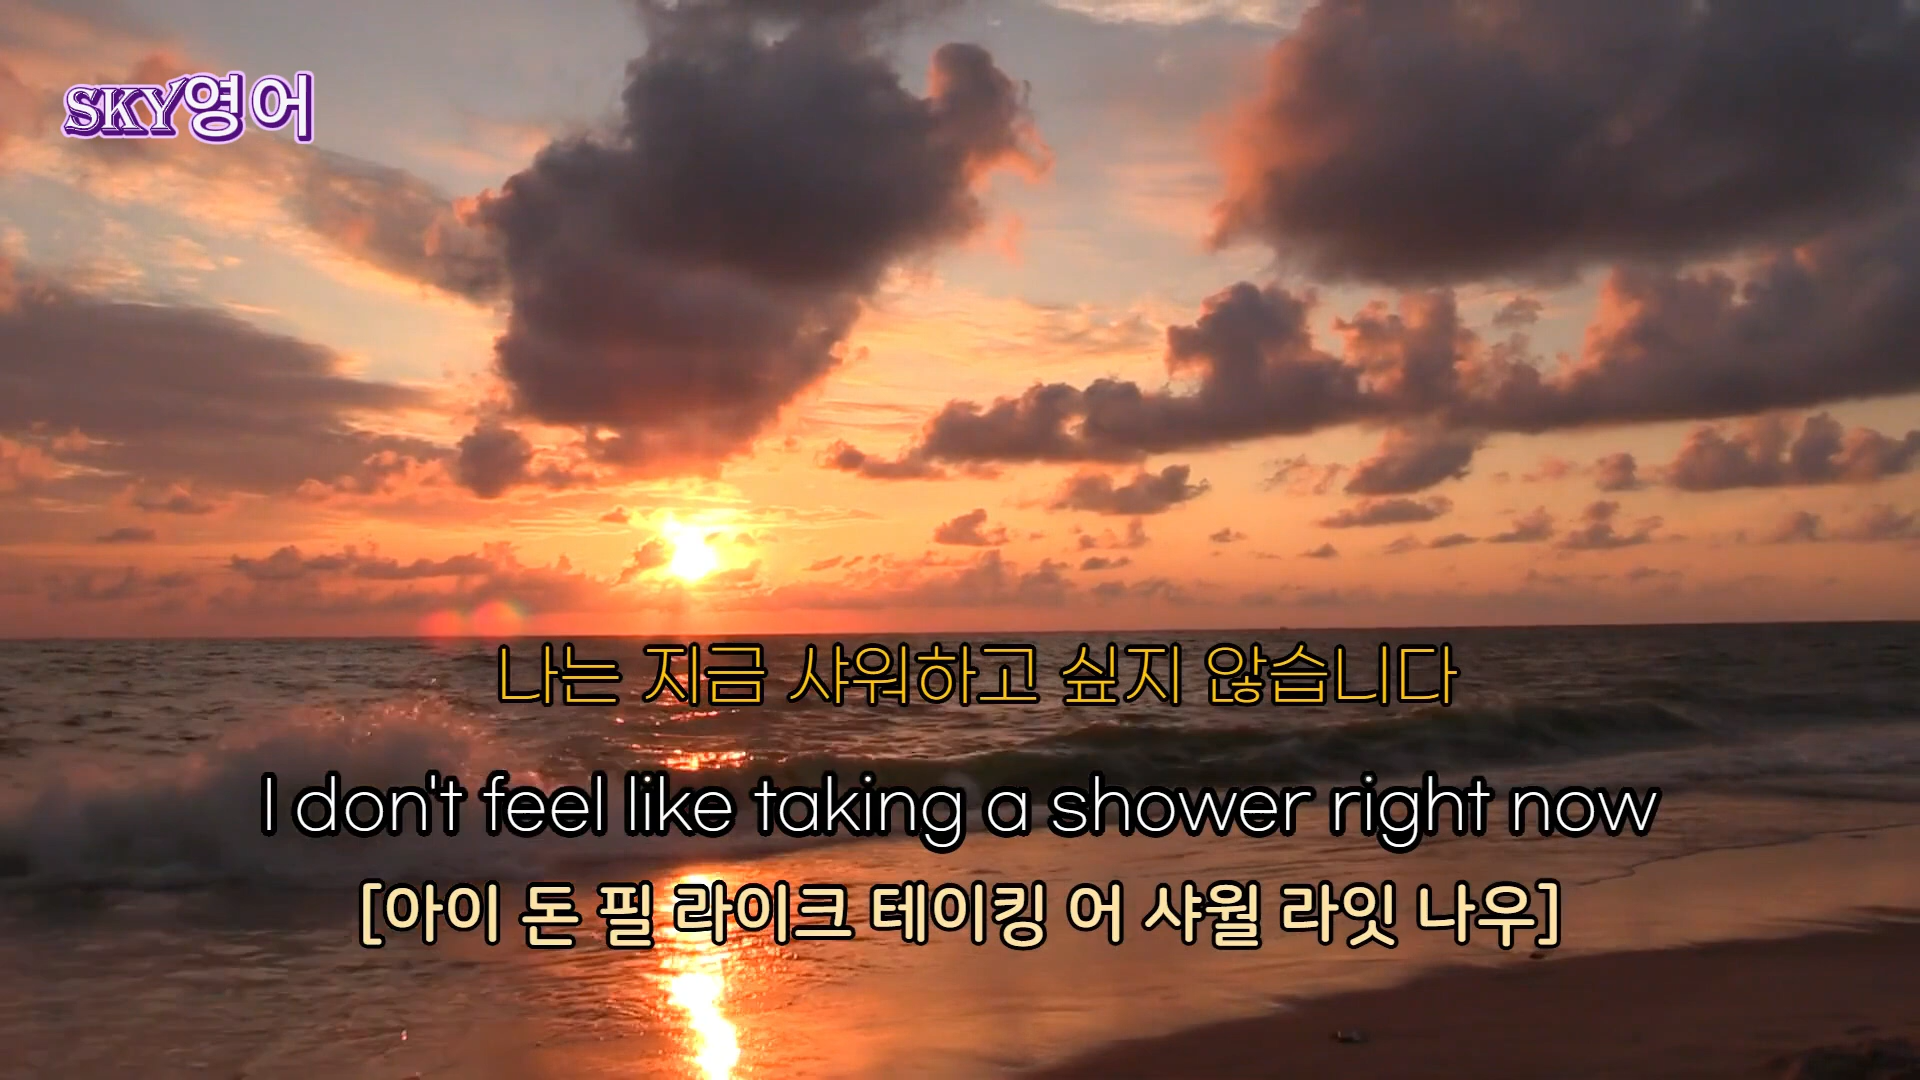 SKY영어
나는 지금 샤워하고 싶지 않습니다
I don't feel like taking a shower right now
[아이 돈 필 라이크 테이킹 어 샤월 라잇 나우]